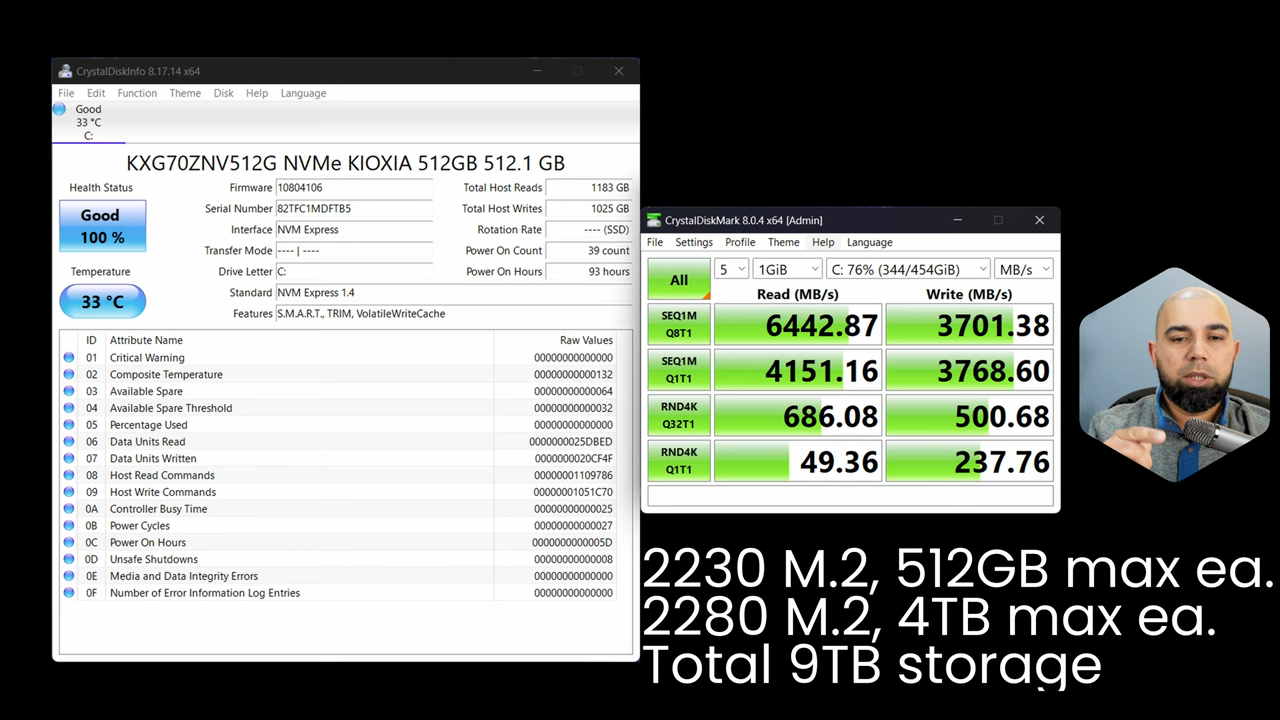 CrystalDiskInfo 8.17.14 x64
File Edit Function Theme Disk Help Language
Good
33 °C
C:
KXG70ZNV512G NVMe KIOXIA 512GB 512.1 GB
Health Status
Good
100 %
Temperature
33 °C
Firmware 10804106
Serial Number 82TFC1MDFTB5
Interface NVM Express
Transfer Mode ---- | ----
Drive Letter C:
Standard NVM Express 1.4
Features S.M.A.R.T., TRIM, VolatileWriteCache
Total Host Reads 1183 GB
Total Host Writes 1025 GB
Rotation Rate ---- (SSD)
Power On Count 39 count
Power On Hours 93 hours
ID Attribute Name Raw Values
01 Critical Warning 00000000000000
02 Composite Temperature 00000000000132
03 Available Spare 00000000000064
04 Available Spare Threshold 00000000000032
05 Percentage Used 00000000000000
06 Data Units Read 0000000025DBED
07 Data Units Written 0000000020CF4F
08 Host Read Commands 00000001109786
09 Host Write Commands 00000001051C70
0A Controller Busy Time 00000000000025
0B Power Cycles 00000000000027
0C Power On Hours 0000000000005D
0D Unsafe Shutdowns 00000000000008
0E Media and Data Integrity Errors 00000000000000
0F Number of Error Information Log Entries 00000000000000
CrystalDiskMark 8.0.4 x64 [Admin]
File Settings Profile Theme Help Language
All 5 1GiB C: 76% (344/454GiB) MB/s
Read (MB/s) Write (MB/s)
SEQ1M
Q8T1
6442.87 3701.38
SEQ1M
Q1T1
4151.16 3768.60
RND4K
Q32T1
686.08 500.68
RND4K
Q1T1
49.36 237.76
2230 M.2, 512GB max ea.
2280 M.2, 4TB max ea.
Total 9TB storage